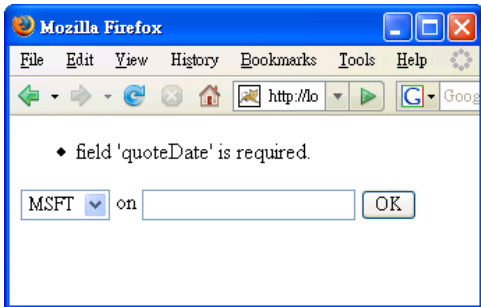 Mozilla Firefox
File Edit View History Bookmarks Tools Help
http://lo G Goog
• field 'quoteDate' is required.
MSFT on OK